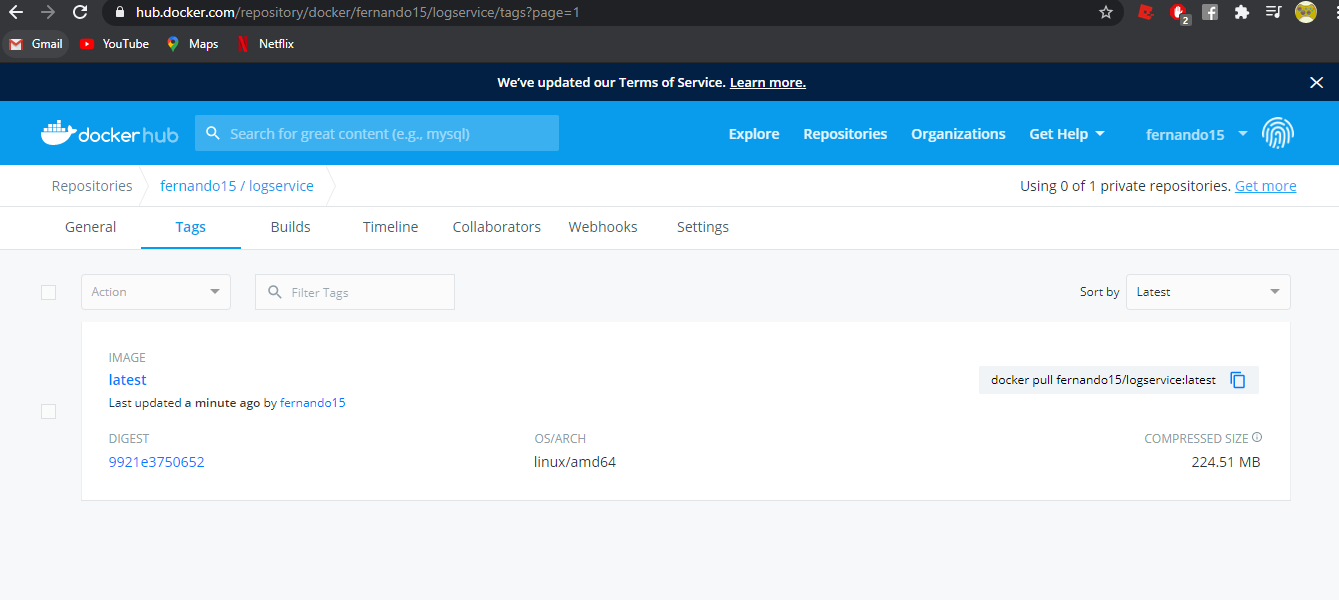 hub.docker.com/repository/docker/fernando15/logservice/tags?page=1
2
Gmail YouTube Maps Netflix
We've updated our Terms of Service. Learn more.
docker hub Search for great content (e.g., mysql) Explore Repositories Organizations Get Help fernando15
Repositories fernando15 / logservice Using 0 of 1 private repositories. Get more
General Tags Builds Timeline Collaborators Webhooks Settings
Action Filter Tags Sort by Latest
IMAGE
latest docker pull fernando15/logservice:latest
Last updated a minute ago by fernando15
DIGEST OS/ARCH COMPRESSED SIZE
9921e3750652 linux/amd64 224.51 MB